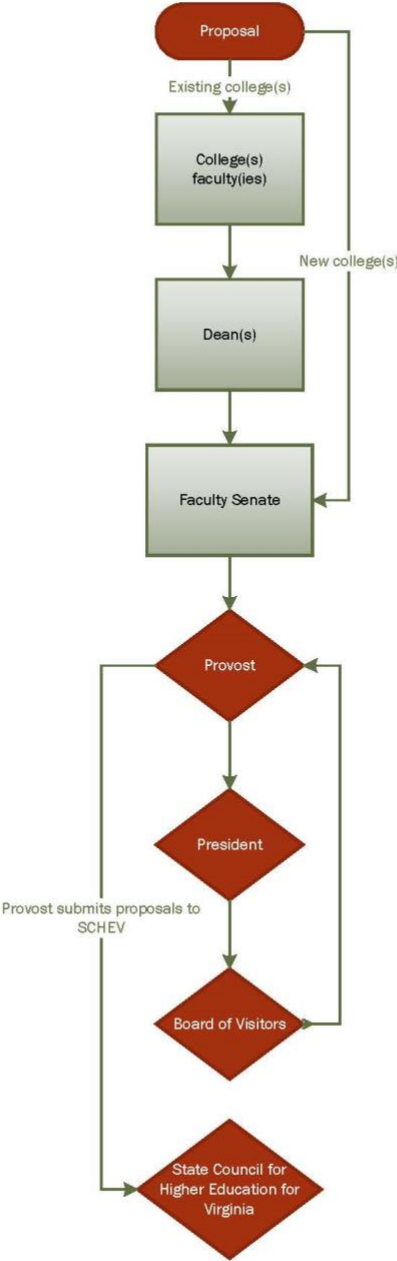 Proposal
Existing college(s)
College(s)
faculty(ies)
New college(s)
Dean(s)
Faculty Senate
Provost
President
Provost submits proposals to
SCHEV
Board of Visitors
State Council for
Higher Education for
Virginia